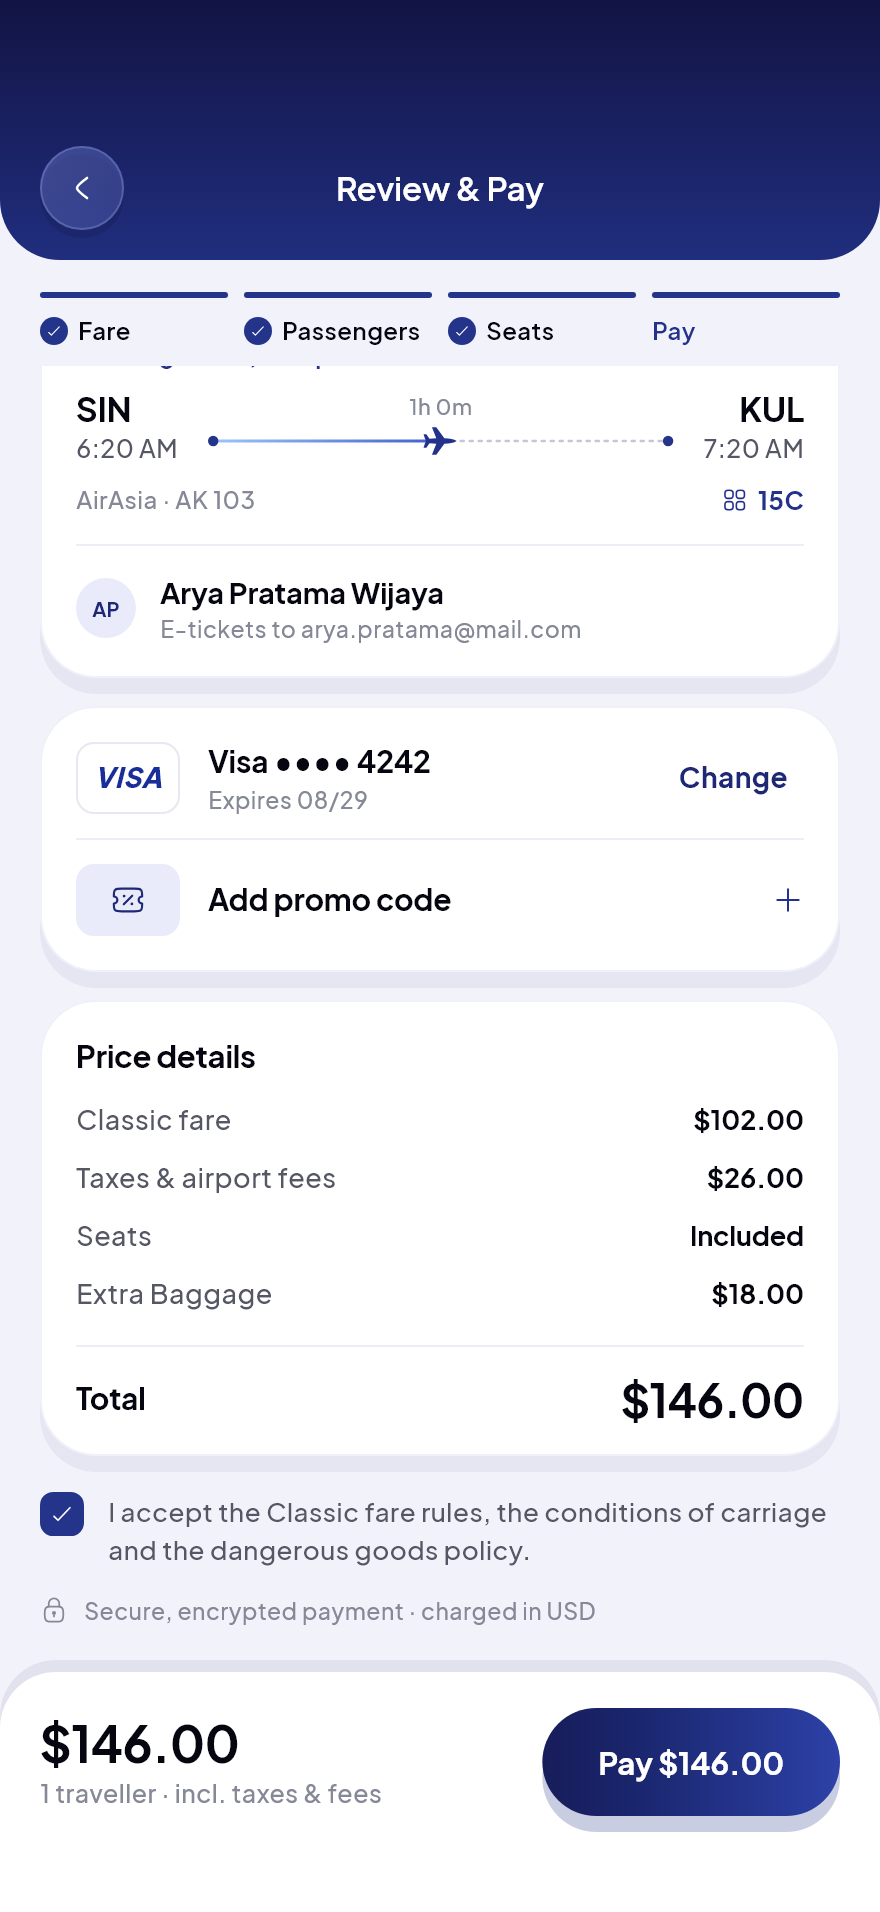 Review & Pay
Fare
Passengers
Seats
Pay
SIN
1h 0m
KUL
6:20 AM
7:20 AM
AirAsia · AK 103
15C
AP
Arya Pratama Wijaya
E-tickets to arya.pratama@mail.com
VISA
Visa •••• 4242
Expires 08/29
Change
Add promo code
Price details
Classic fare
$102.00
Taxes & airport fees
$26.00
Seats
Included
Extra Baggage
$18.00
Total
$146.00
I accept the Classic fare rules, the conditions of carriage
and the dangerous goods policy.
Secure, encrypted payment · charged in USD
$146.00
1 traveller · incl. taxes & fees
Pay $146.00